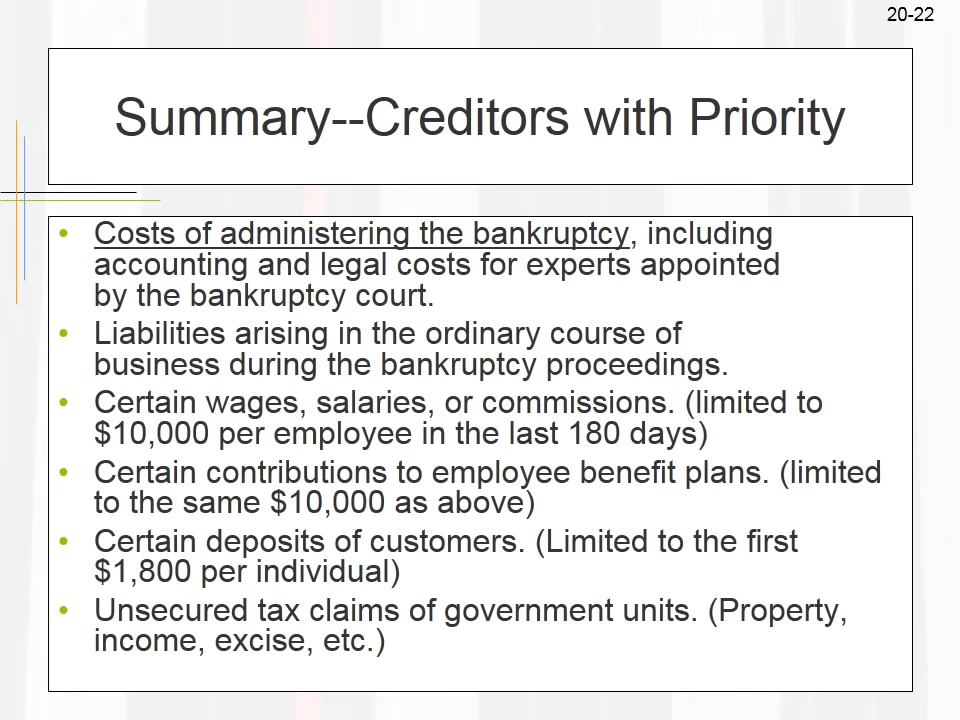 20-22
Summary--Creditors with Priority
• Costs of administering the bankruptcy, including
accounting and legal costs for experts appointed
by the bankruptcy court.
• Liabilities arising in the ordinary course of
business during the bankruptcy proceedings.
• Certain wages, salaries, or commissions. (limited to
$10,000 per employee in the last 180 days)
• Certain contributions to employee benefit plans. (limited
to the same $10,000 as above)
• Certain deposits of customers. (Limited to the first
$1,800 per individual)
• Unsecured tax claims of government units. (Property,
income, excise, etc.)